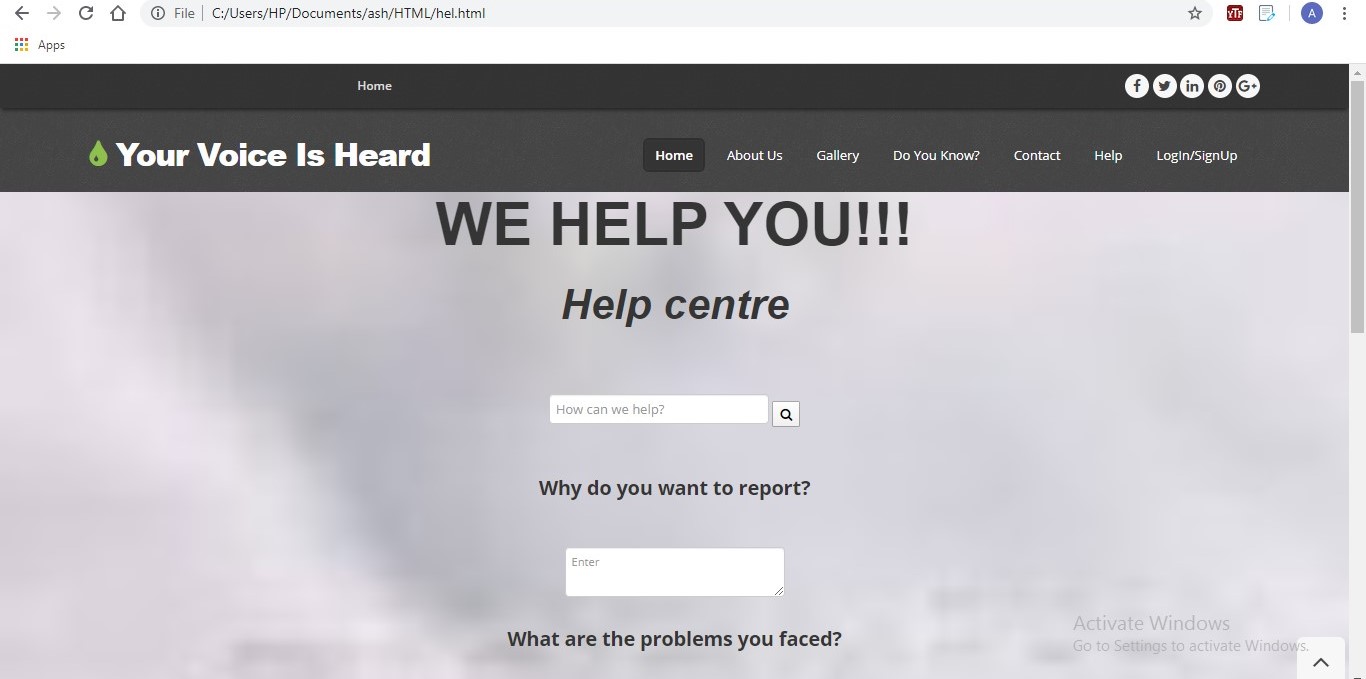 File C:/Users/HP/Documents/ash/HTML/hel.html
YTF
A
Apps
Home
f in G+
Your Voice Is Heard
Home About Us Gallery Do You Know? Contact Help LogIn/SignUp
WE HELP YOU!!!
Help centre
How can we help?
Why do you want to report?
Enter
What are the problems you faced?
Activate Windows
Go to Settings to activate Windows.